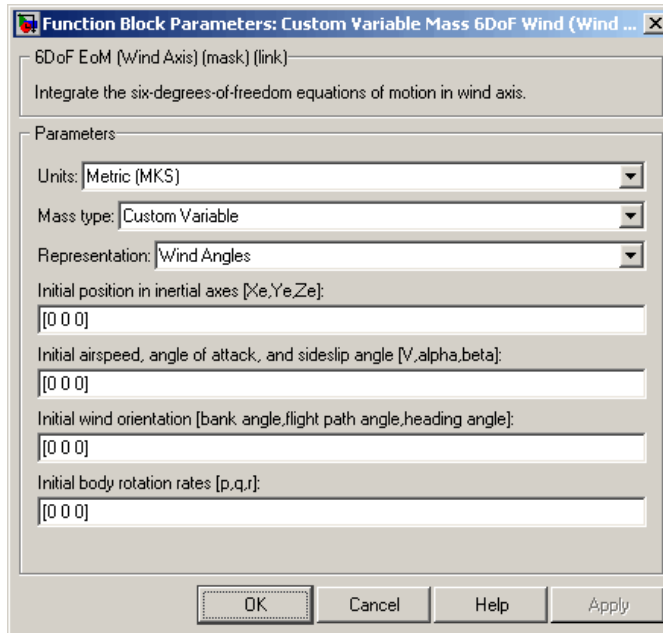 Function Block Parameters: Custom Variable Mass 6DoF Wind (Wind ...
6DoF EoM (Wind Axis) (mask) (link)
Integrate the six-degrees-of-freedom equations of motion in wind axis.
Parameters
Units: Metric (MKS)
Mass type: Custom Variable
Representation: Wind Angles
Initial position in inertial axes [Xe,Ye,Ze]:
[0 0 0]
Initial airspeed, angle of attack, and sideslip angle [V,alpha,beta]:
[0 0 0]
Initial wind orientation [bank angle,flight path angle,heading angle]:
[0 0 0]
Initial body rotation rates [p,q,r]:
[0 0 0]
OK Cancel Help Apply